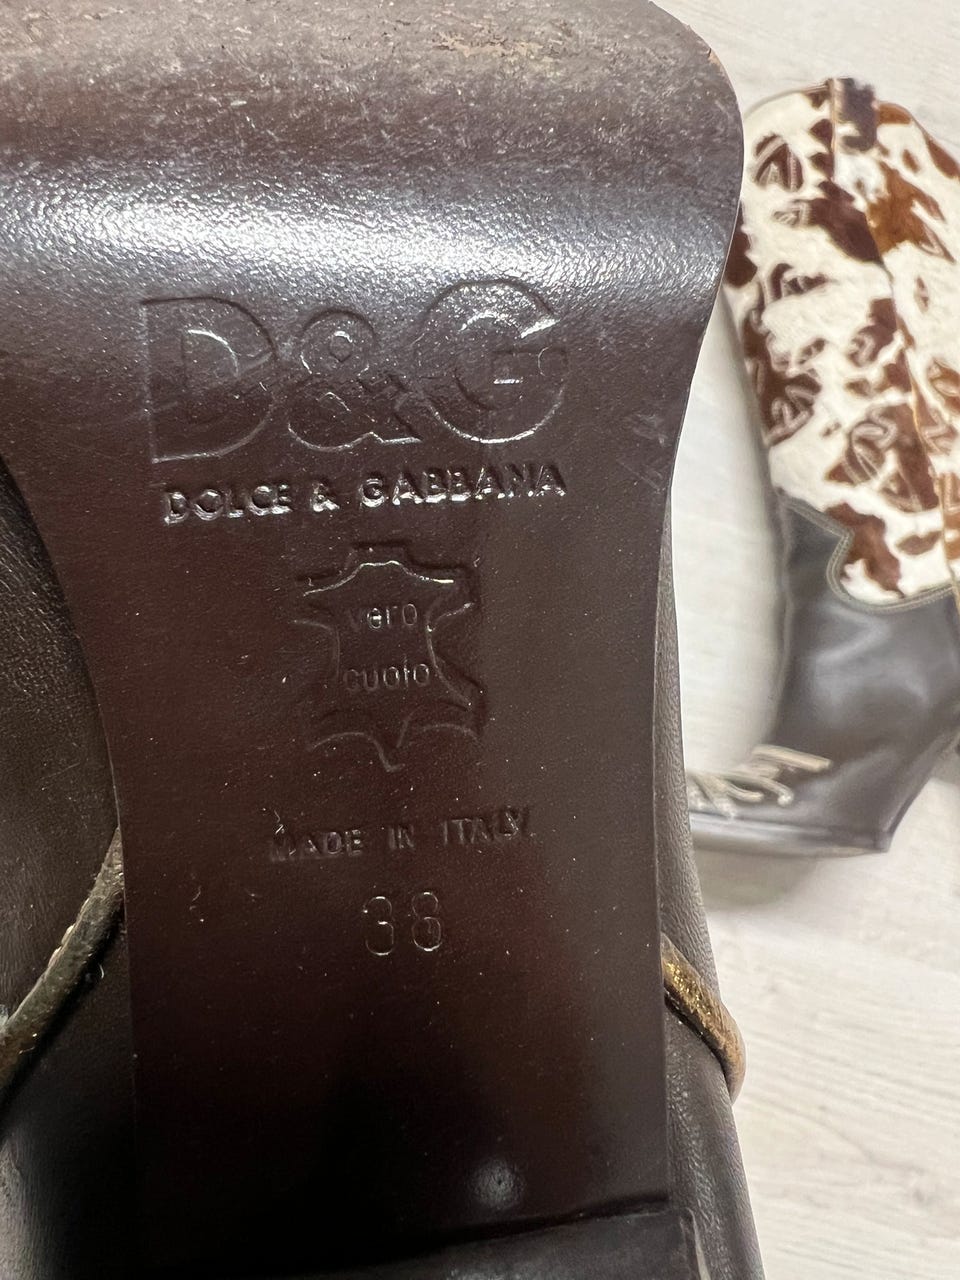 D&G
DOLCE & GABBANA
vero
cuoio
MADE IN ITALY
38